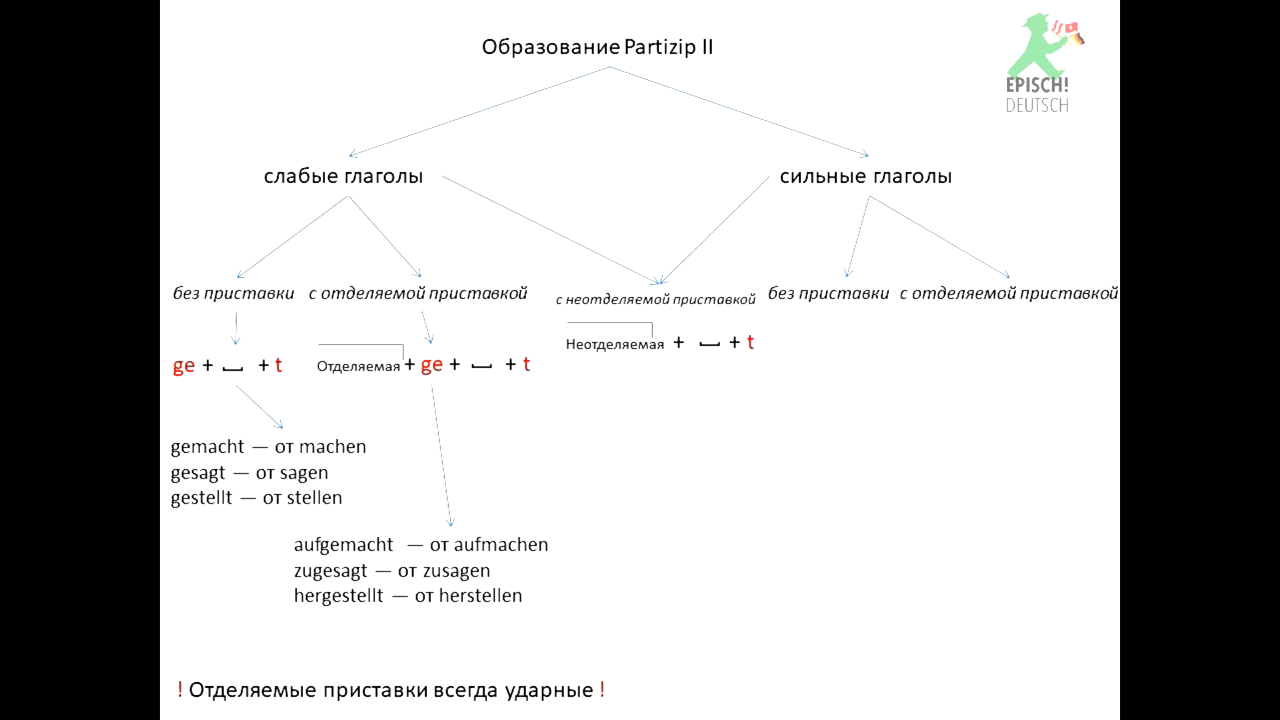 Образование Partizip II
EPISCH!
DEUTSCH
слабые глаголы
сильные глаголы
без приставки
с отделяемой приставкой
с неотделяемой приставкой
без приставки
с отделяемой приставкой
ge + ⎵ + t
Отделяемая + ge + ⎵ + t
Неотделяемая + ⎵ + t
gemacht — от machen
gesagt — от sagen
gestellt — от stellen
aufgemacht — от aufmachen
zugesagt — от zusagen
hergestellt — от herstellen
! Отделяемые приставки всегда ударные !